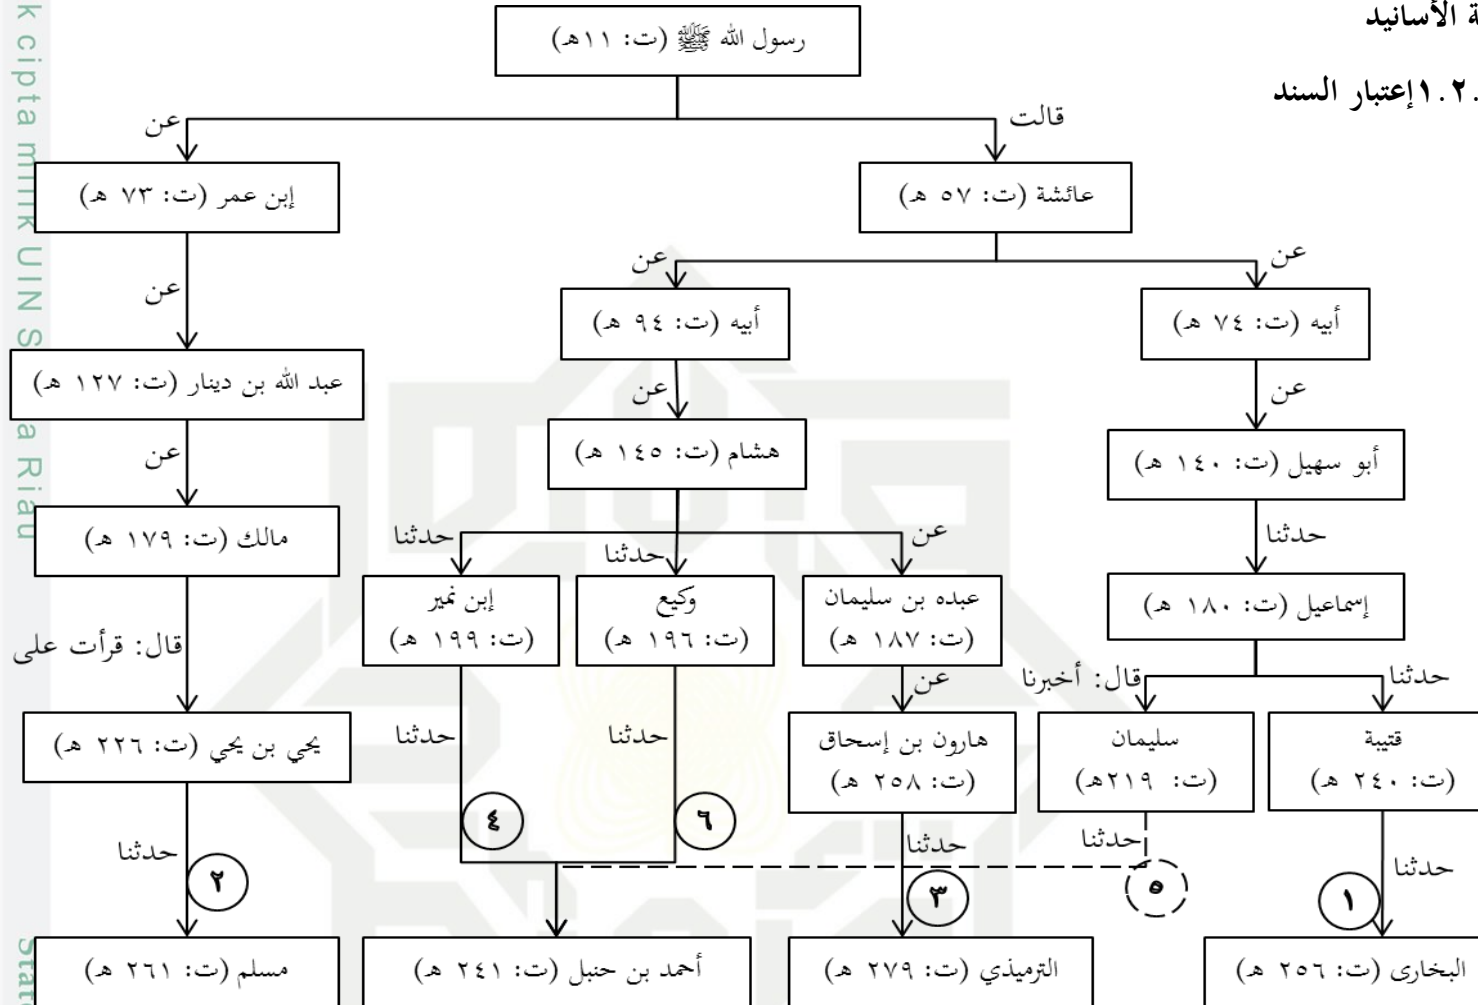 ة الأسانيد
١.٢.إعتبار السند
رسول الله ﷺ (ت: ١١هـ)
قالت
عن
عائشة (ت: ٥٧ هـ)
إبن عمر (ت: ٧٣ هـ)
عن
عن
عن
أبيه (ت: ٧٤ هـ)
أبيه (ت: ٩٤ هـ)
عبد الله بن دينار (ت: ١٢٧ هـ)
عن
عن
عن
أبو سهيل (ت: ١٤٠ هـ)
هشام (ت: ١٤٥ هـ)
مالك (ت: ١٧٩ هـ)
حدثنا
عن
حدثنا
حدثنا
إسماعيل (ت: ١٨٠ هـ)
عبده بن سليمان
(ت: ١٨٧ هـ)
وكيع
(ت: ١٩٦ هـ)
إبن نمير
(ت: ١٩٩ هـ)
قال: قرأت على
حدثنا
قال: أخبرنا
عن
حدثنا
حدثنا
قتيبة
(ت: ٢٤٠ هـ)
سليمان
(ت: ٢١٩هـ)
هارون بن إسحاق
(ت: ٢٥٨ هـ)
يحي بن يحي (ت: ٢٢٦ هـ)
٦
٤
حدثنا
حدثنا
حدثنا
حدثنا
١
٥
٣
٢
البخارى (ت: ٢٥٦ هـ)
الترميذي (ت: ٢٧٩ هـ)
أحمد بن حنبل (ت: ٢٤١ هـ)
مسلم (ت: ٢٦١ هـ)
k cipta milik UIN S
a Riau
State